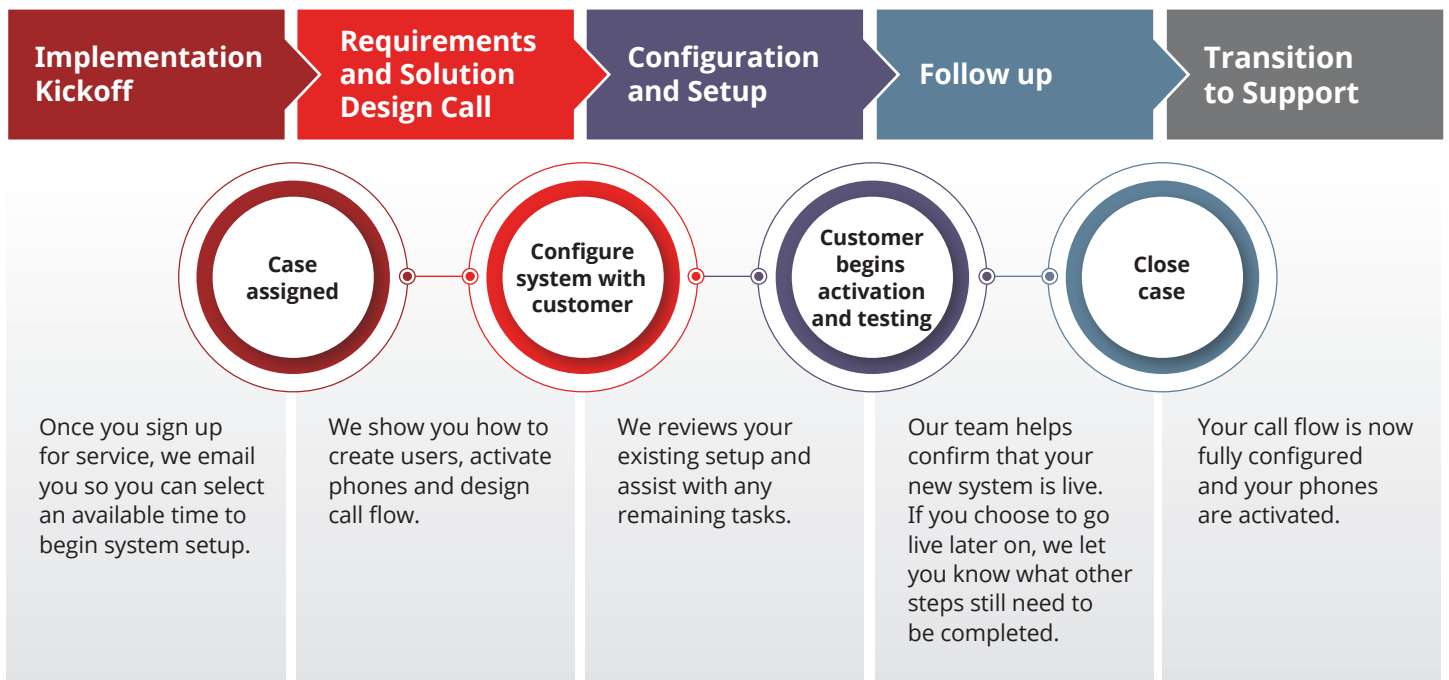 Implementation
Kickoff
Requirements
and Solution
Design Call
Configuration
and Setup
Follow up
Transition
to Support
Case
assigned
Configure
system with
customer
Customer
begins
activation
and testing
Close
case
Once you sign up
for service, we email
you so you can select
an available time to
begin system setup.
We show you how to
create users, activate
phones and design
call flow.
We reviews your
existing setup and
assist with any
remaining tasks.
Our team helps
confirm that your
new system is live.
If you choose to go
live later on, we let
you know what other
steps still need to
be completed.
Your call flow is now
fully configured
and your phones
are activated.